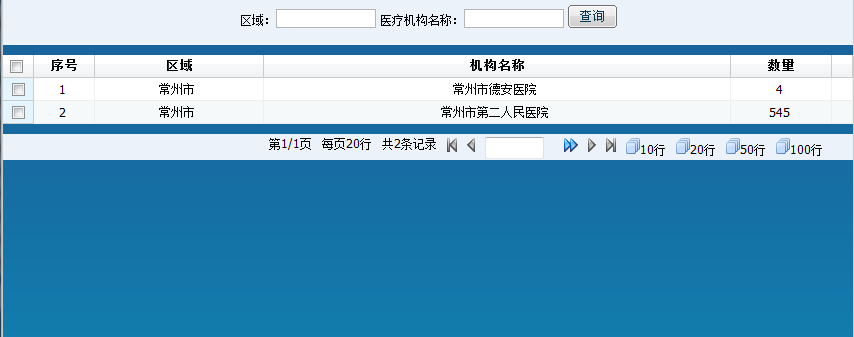 区域: 医疗机构名称: 查询
序号 区域 机构名称 数量
1 常州市 常州市德安医院 4
2 常州市 常州市第二人民医院 545
第1/1页 每页20行 共2条记录 10行 20行 50行 100行